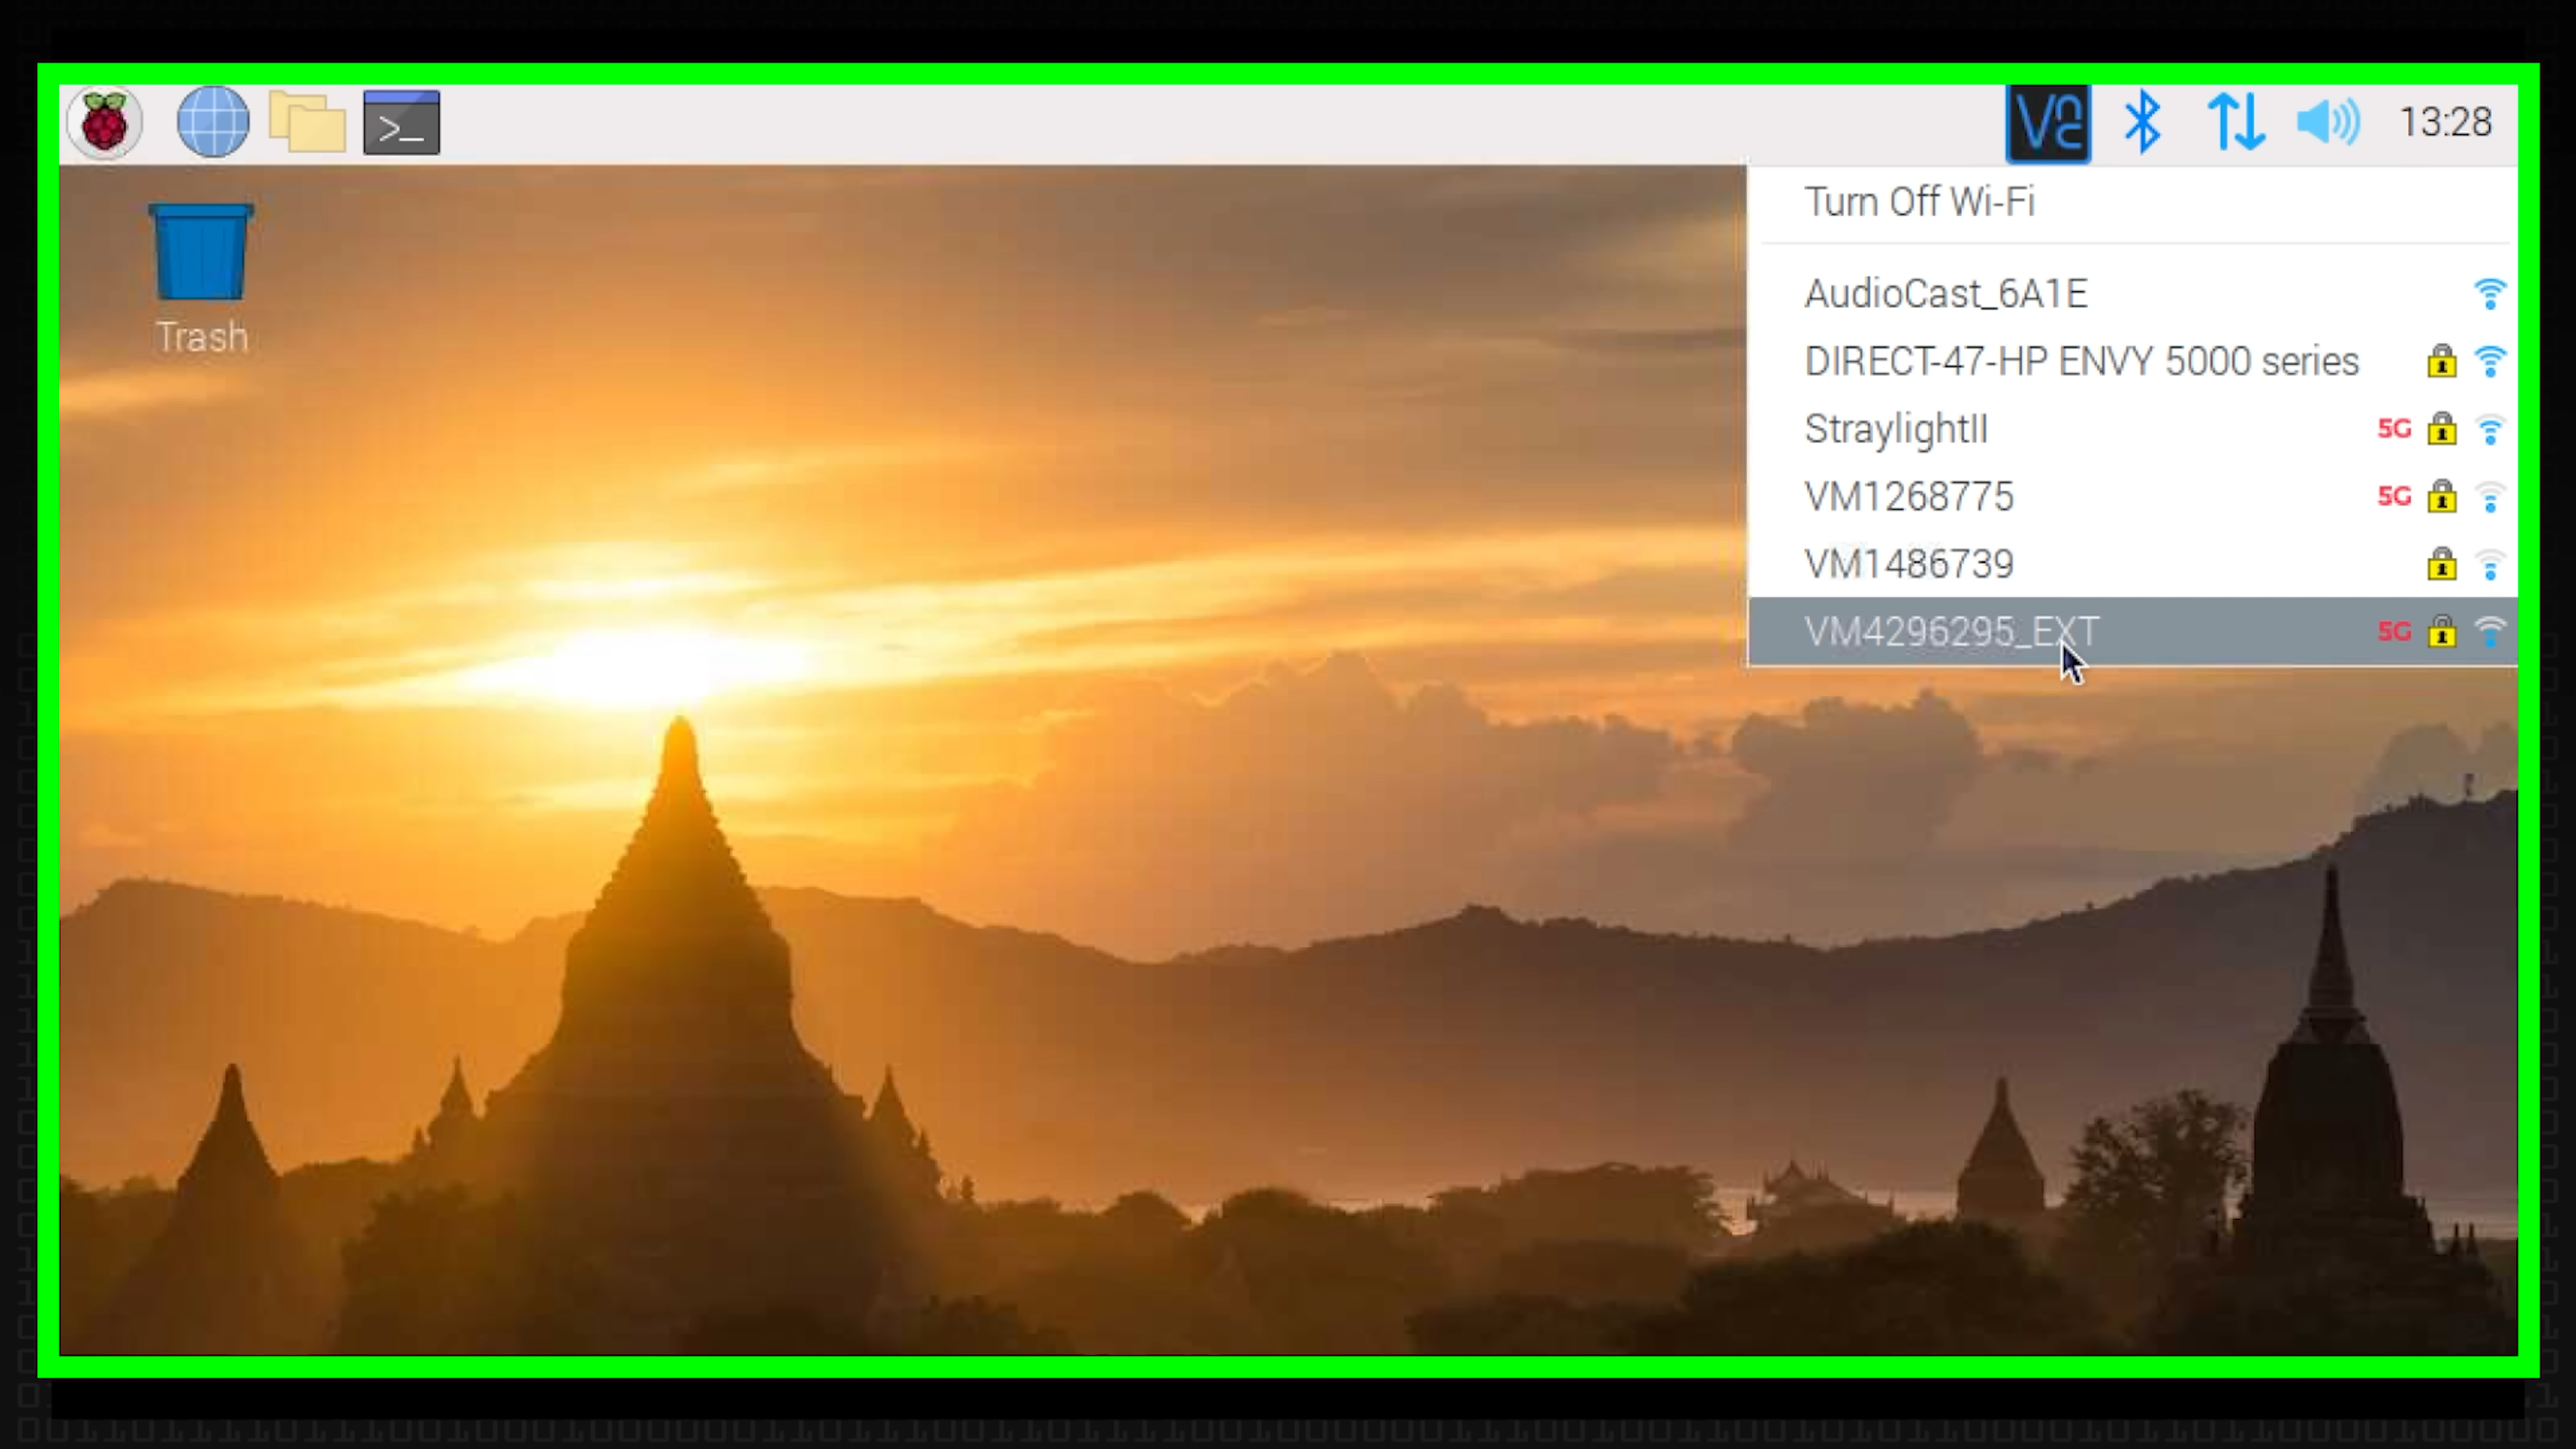 >_
VNC
13:28
Turn Off Wi-Fi
AudioCast_6A1E
DIRECT-47-HP ENVY 5000 series
StraylightII 5G
VM1268775 5G
VM1486739
VM4296295_EXT 5G
Trash